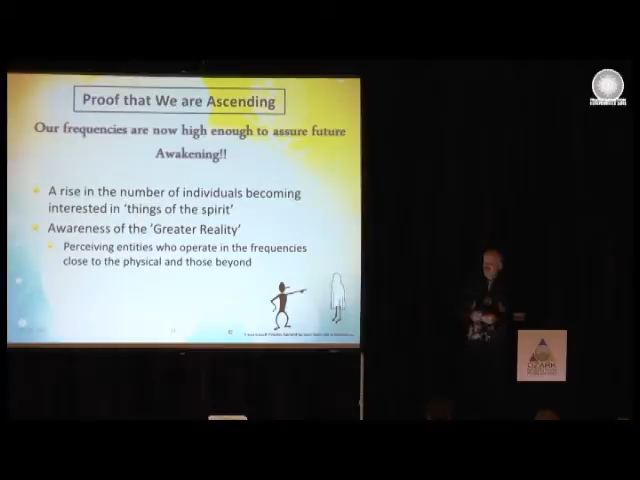 Proof that We are Ascending
Our frequencies are now high enough to assure future
Awakening!!
A rise in the number of individuals becoming
interested in 'things of the spirit'
Awareness of the 'Greater Reality'
Perceiving entities who operate in the frequencies
close to the physical and those beyond